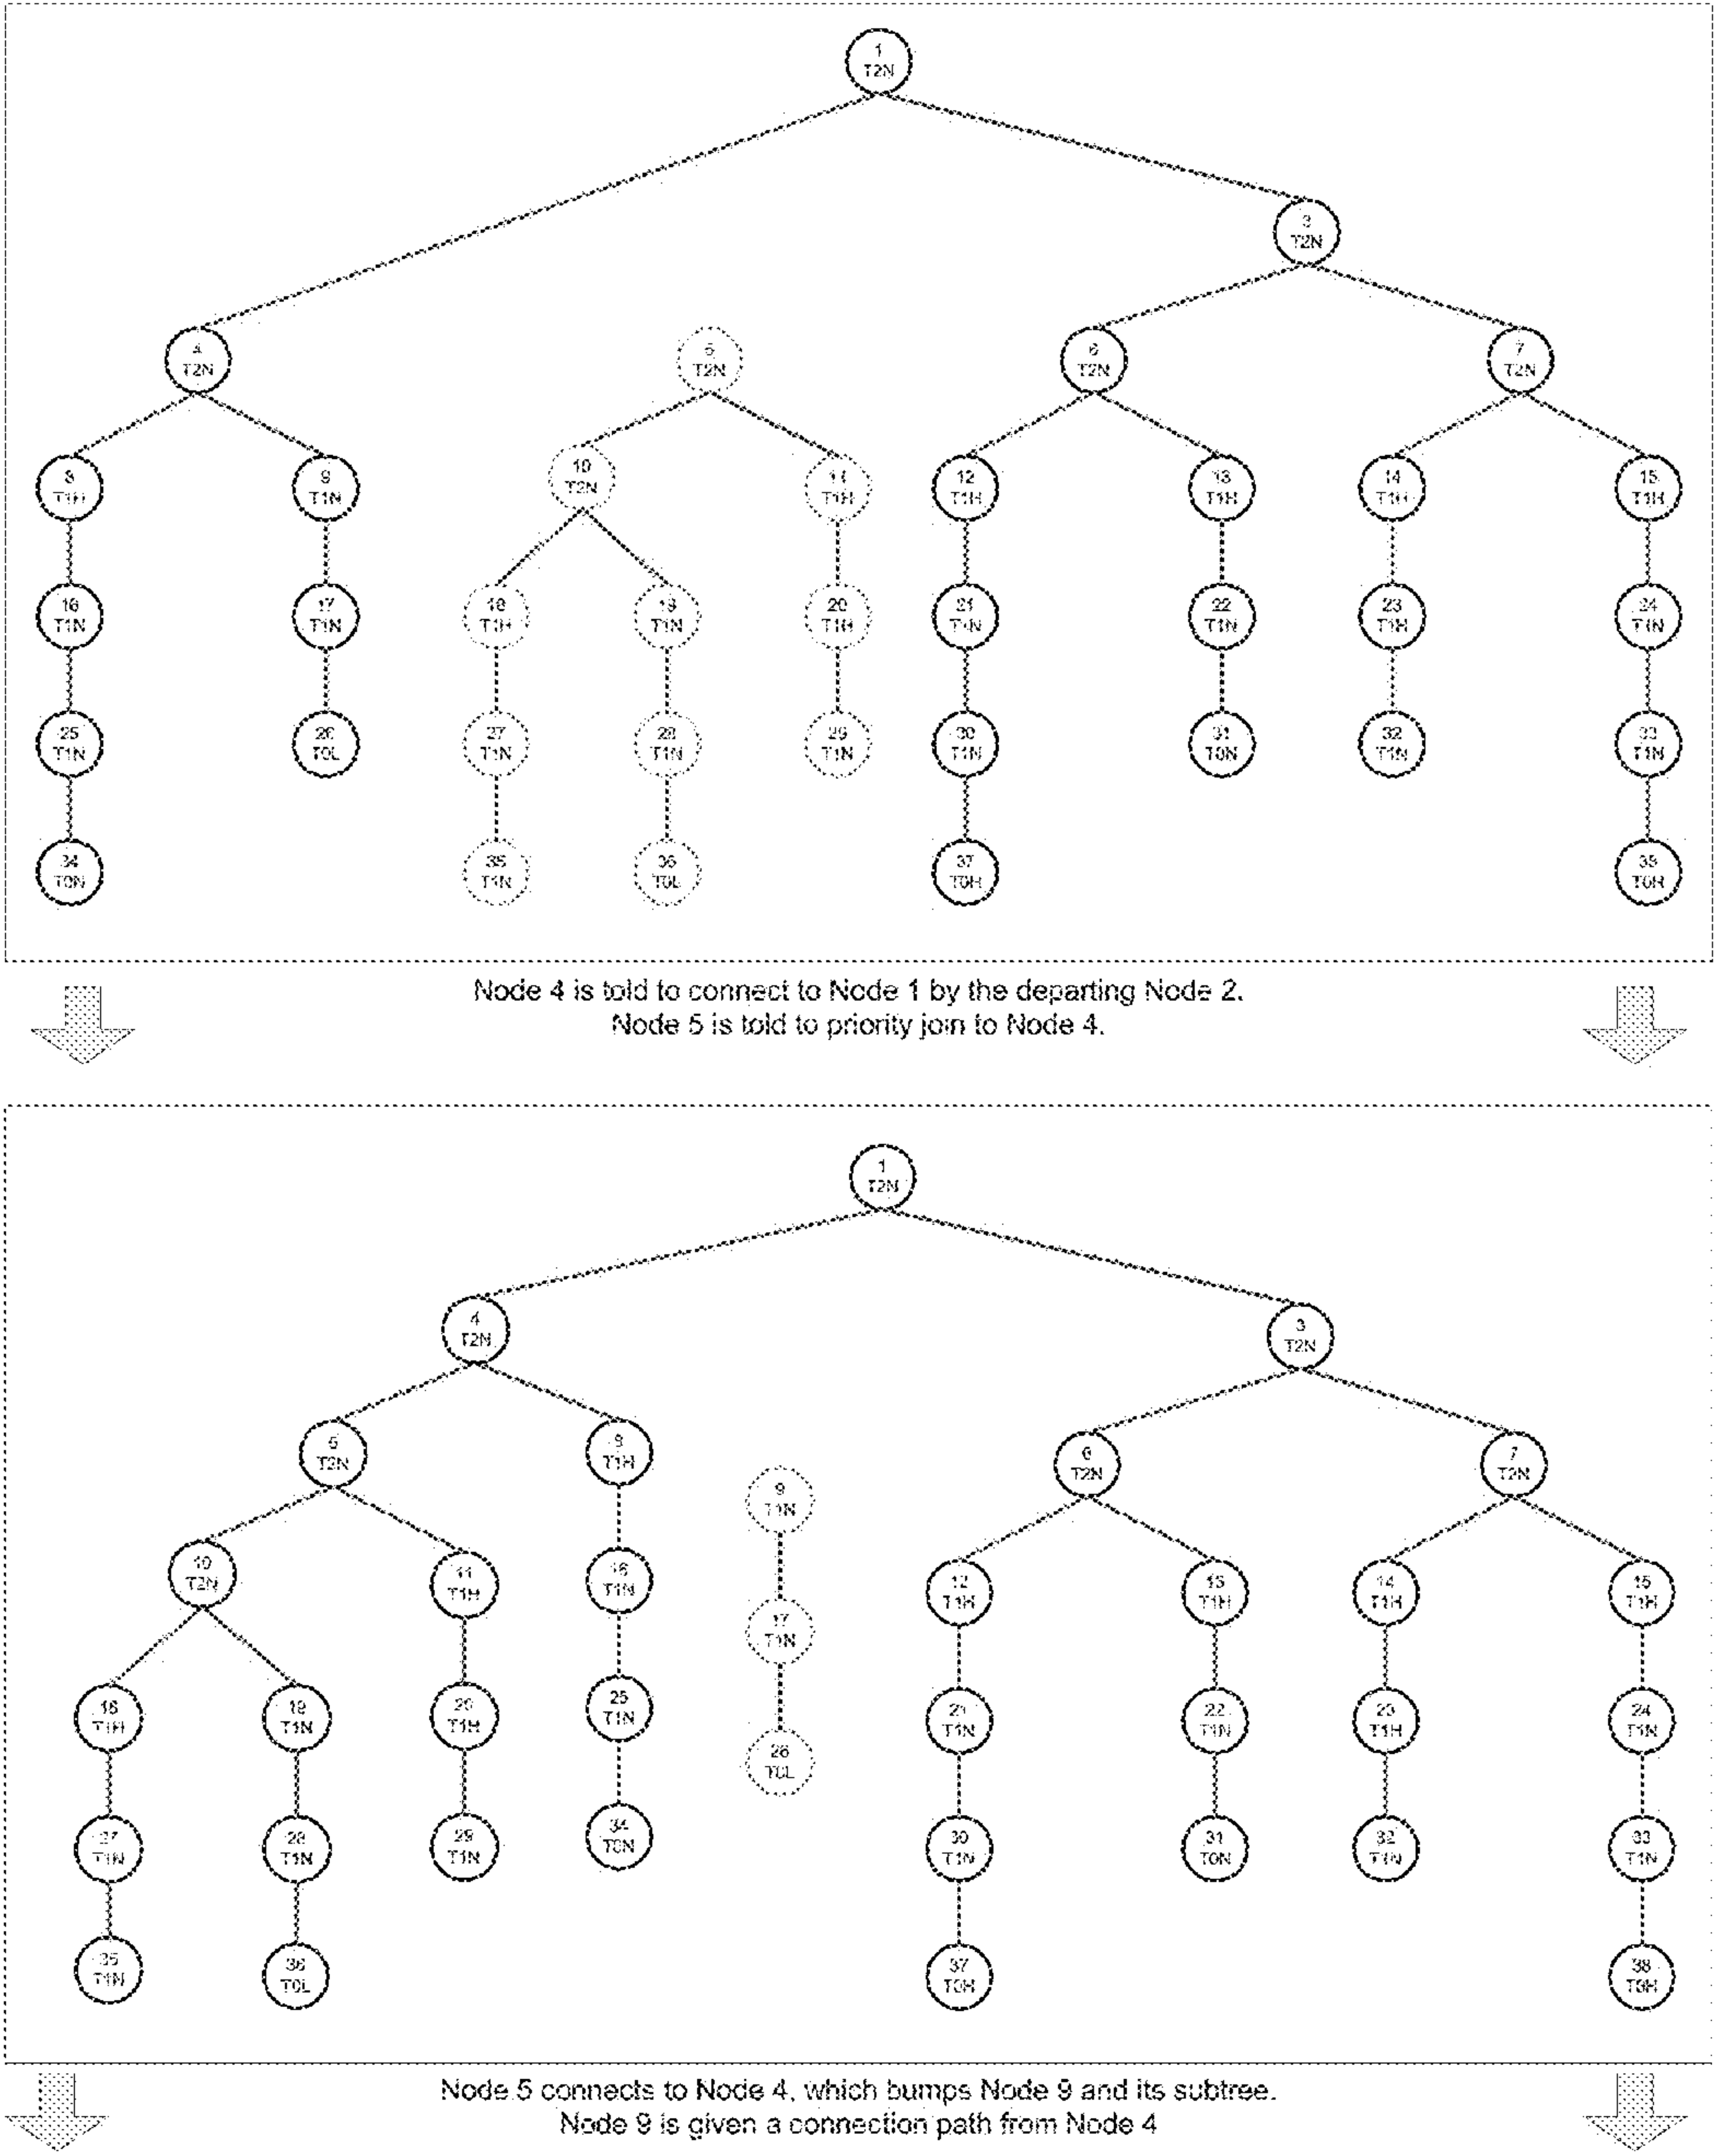 1
T2N
3
T2N
4
T2N
5
T2N
6
T2N
7
T2N
8
T1H
9
T1N
10
T2N
11
T1H
12
T1H
13
T1H
14
T1H
15
T1H
16
T1N
17
T1N
18
T1H
19
T1N
20
T1H
21
T1N
22
T1N
23
T1H
24
T1N
25
T1N
26
T0L
27
T1N
28
T1N
29
T1N
30
T1N
31
T0N
32
T1N
33
T1N
34
T0N
35
T1N
36
T0L
37
T0H
38
T0H
Node 4 is told to connect to Node 1 by the departing Node 2.
Node 5 is told to priority join to Node 4.
1
T2N
4
T2N
3
T2N
5
T2N
8
T1H
6
T2N
7
T2N
9
T1N
10
T2N
11
T1H
16
T1N
12
T1H
13
T1H
14
T1H
15
T1H
17
T1N
18
T1H
19
T1N
20
T1H
25
T1N
21
T1N
22
T1N
23
T1H
24
T1N
26
T0L
27
T1N
28
T1N
29
T1N
34
T0N
30
T1N
31
T0N
32
T1N
33
T1N
35
T1N
36
T0L
37
T0H
38
T0H
Node 5 connects to Node 4, which bumps Node 9 and its subtree.
Node 9 is given a connection path from Node 4